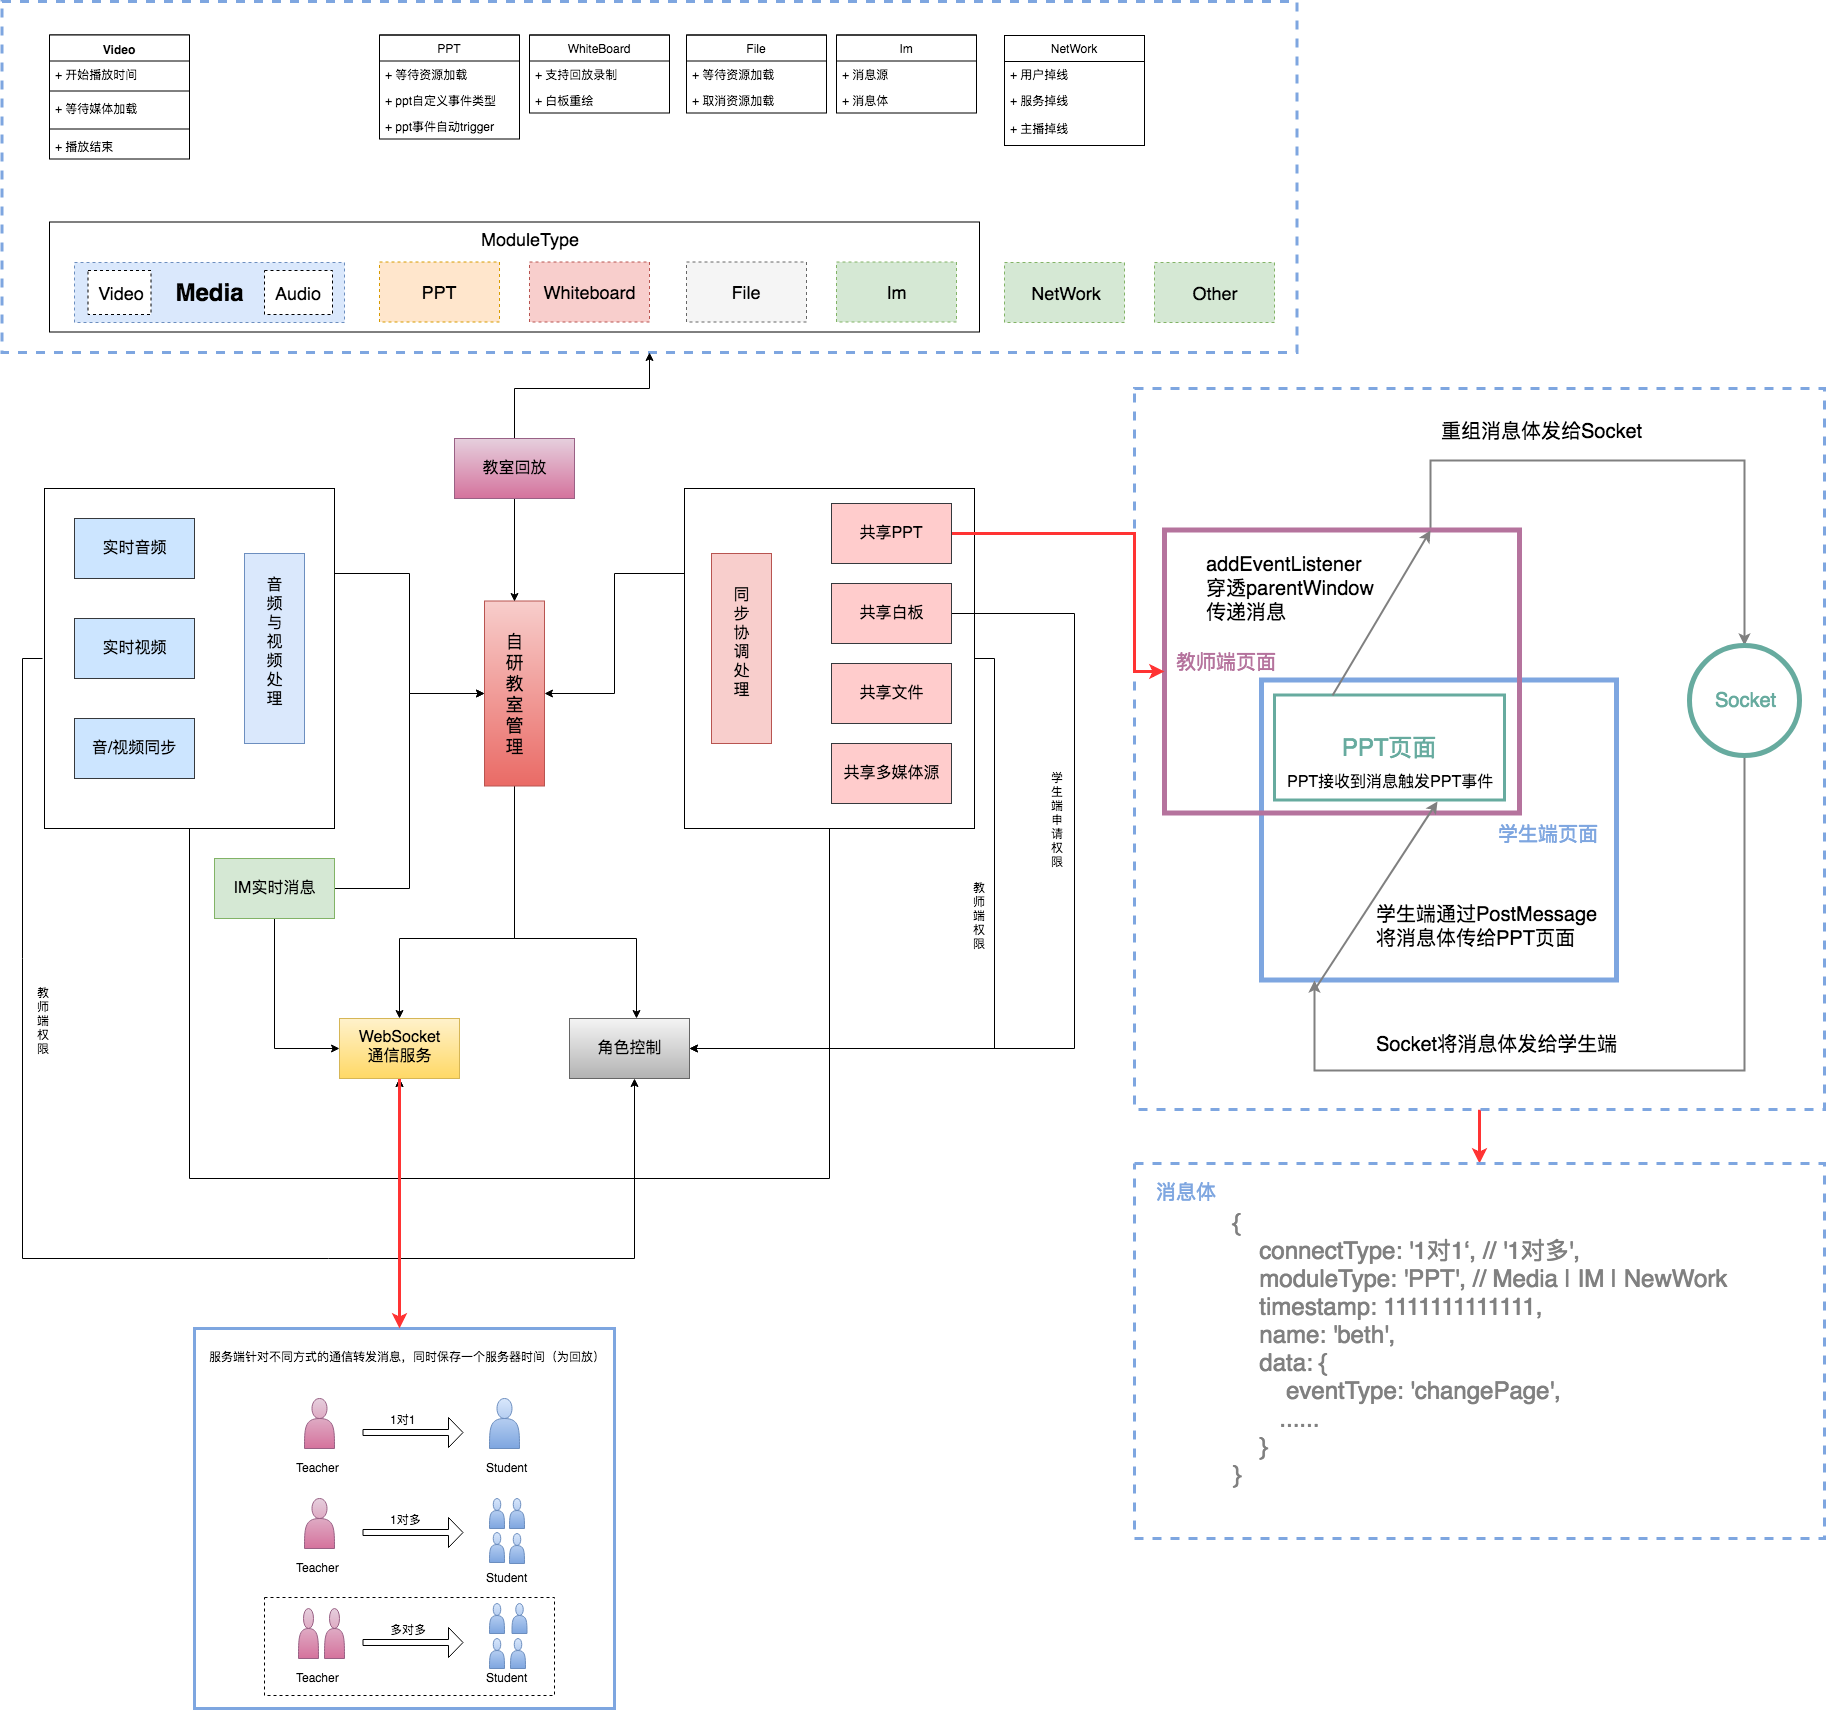 Video
+ 开始播放时间
+ 等待媒体加载
+ 播放结束
PPT
+ 等待资源加载
+ ppt自定义事件类型
+ ppt事件自动trigger
WhiteBoard
+ 支持回放录制
+ 白板重绘
File
+ 等待资源加载
+ 取消资源加载
Im
+ 消息源
+ 消息体
NetWork
+ 用户掉线
+ 服务掉线
+ 主播掉线
ModuleType
Video
Media
Audio
PPT
Whiteboard
File
Im
NetWork
Other
教室回放
实时音频
实时视频
音/视频同步
音频与视频处理
自研教室管理
同步协调处理
共享PPT
共享白板
共享文件
共享多媒体源
IM实时消息
教师端权限
教师端权限
学生端申请权限
WebSocket
通信服务
角色控制
重组消息体发给Socket
addEventListener
穿透parentWindow
传递消息
教师端页面
Socket
PPT页面
PPT接收到消息触发PPT事件
学生端页面
学生端通过PostMessage
将消息体传给PPT页面
Socket将消息体发给学生端
消息体
{
connectType: '1对1‘, // '1对多',
moduleType: 'PPT', // Media | IM | NewWork
timestamp: 1111111111111,
name: 'beth',
data: {
eventType: 'changePage',
......
}
}
服务端针对不同方式的通信转发消息，同时保存一个服务器时间（为回放）
1对1
Teacher
Student
1对多
Teacher
Student
多对多
Teacher
Student